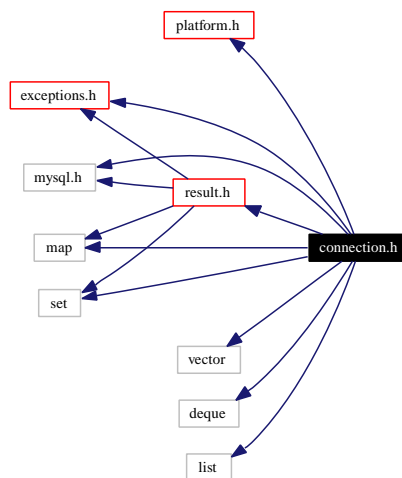 platform.h
exceptions.h
mysql.h
result.h
map
connection.h
set
vector
deque
list